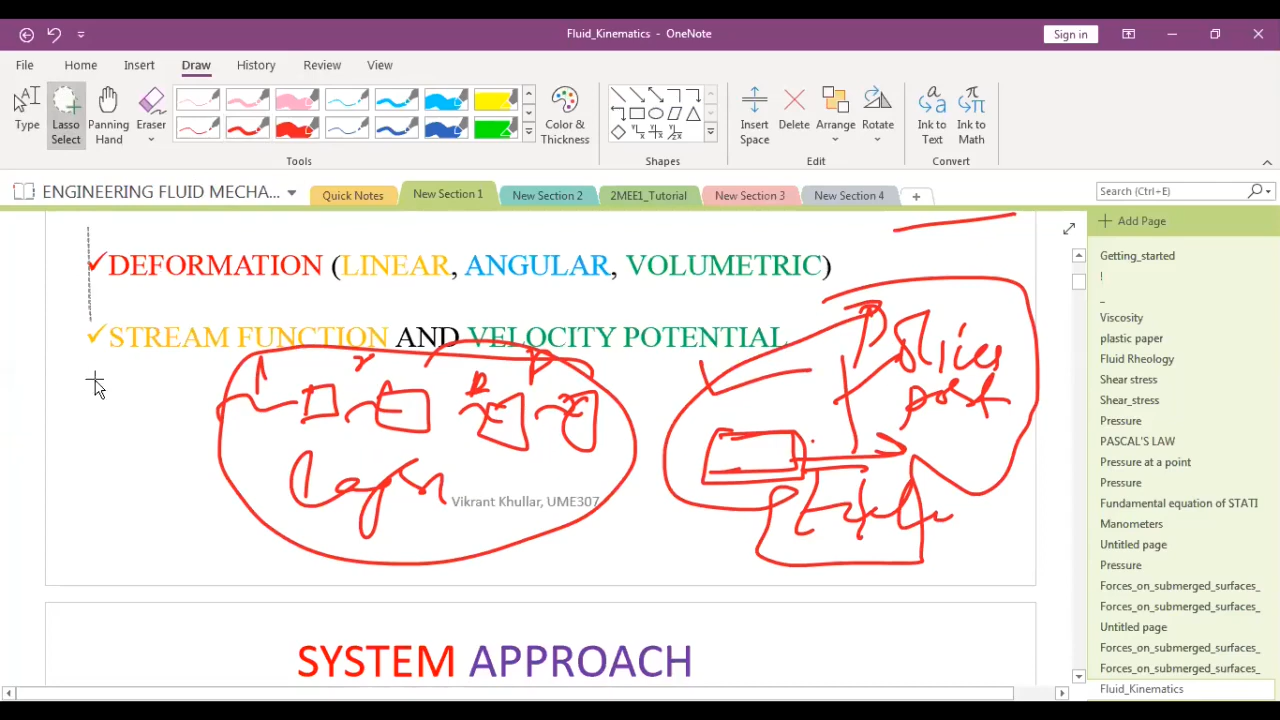 Fluid_Kinematics - OneNote
Sign in
File Home Insert Draw History Review View
Type
Lasso Select
Panning Hand
Eraser
Color & Thickness
Insert Space
Delete
Arrange
Rotate
Ink to Text
Ink to Math
Tools
Shapes
Edit
Convert
ENGINEERING FLUID MECHA...
Quick Notes
New Section 1
New Section 2
2MEE1_Tutorial
New Section 3
New Section 4
Search (Ctrl+E)
✓DEFORMATION (LINEAR, ANGULAR, VOLUMETRIC)
✓STREAM FUNCTION AND VELOCITY POTENTIAL
Vikrant Khullar, UME307
SYSTEM APPROACH
Add Page
Getting_started
!
_
Viscosity
plastic paper
Fluid Rheology
Shear stress
Shear_stress
Pressure
PASCAL'S LAW
Pressure at a point
Pressure
Fundamental equation of STATI
Manometers
Untitled page
Pressure
Forces_on_submerged_surfaces_
Forces_on_submerged_surfaces_
Untitled page
Forces_on_submerged_surfaces_
Forces_on_submerged_surfaces_
Fluid_Kinematics